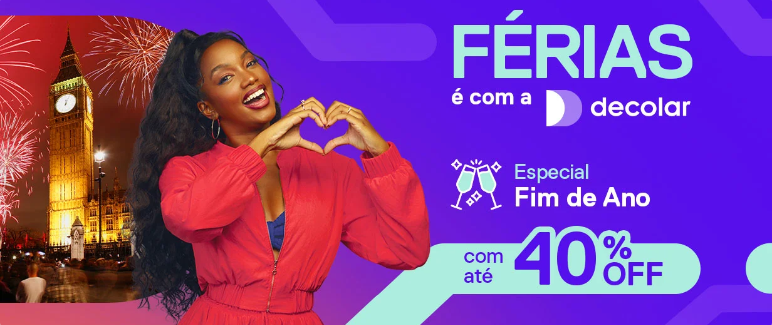 FÉRIAS
é com a decolar
Especial
Fim de Ano
com até 40% OFF